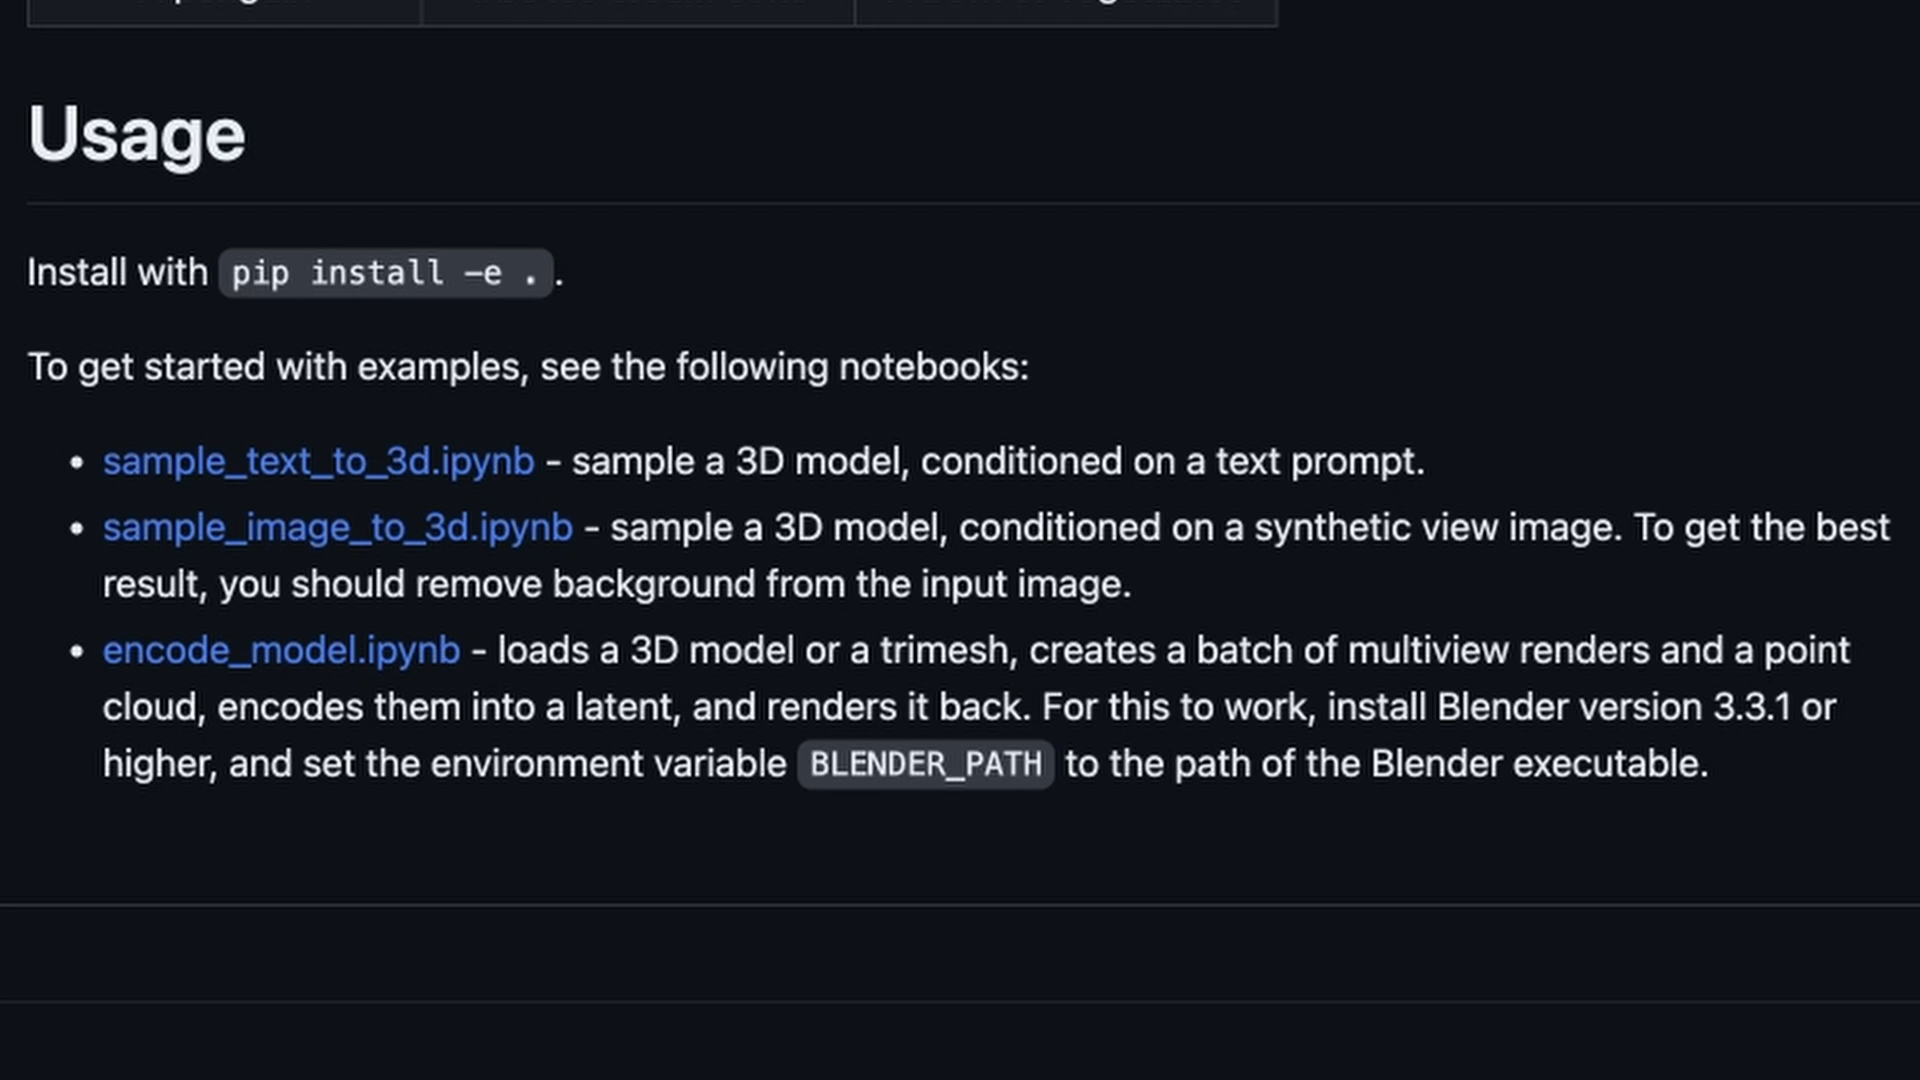 Usage
Install with pip install -e . .
To get started with examples, see the following notebooks:
• sample_text_to_3d.ipynb - sample a 3D model, conditioned on a text prompt.
• sample_image_to_3d.ipynb - sample a 3D model, conditioned on a synthetic view image. To get the best
result, you should remove background from the input image.
• encode_model.ipynb - loads a 3D model or a trimesh, creates a batch of multiview renders and a point
cloud, encodes them into a latent, and renders it back. For this to work, install Blender version 3.3.1 or
higher, and set the environment variable BLENDER_PATH to the path of the Blender executable.